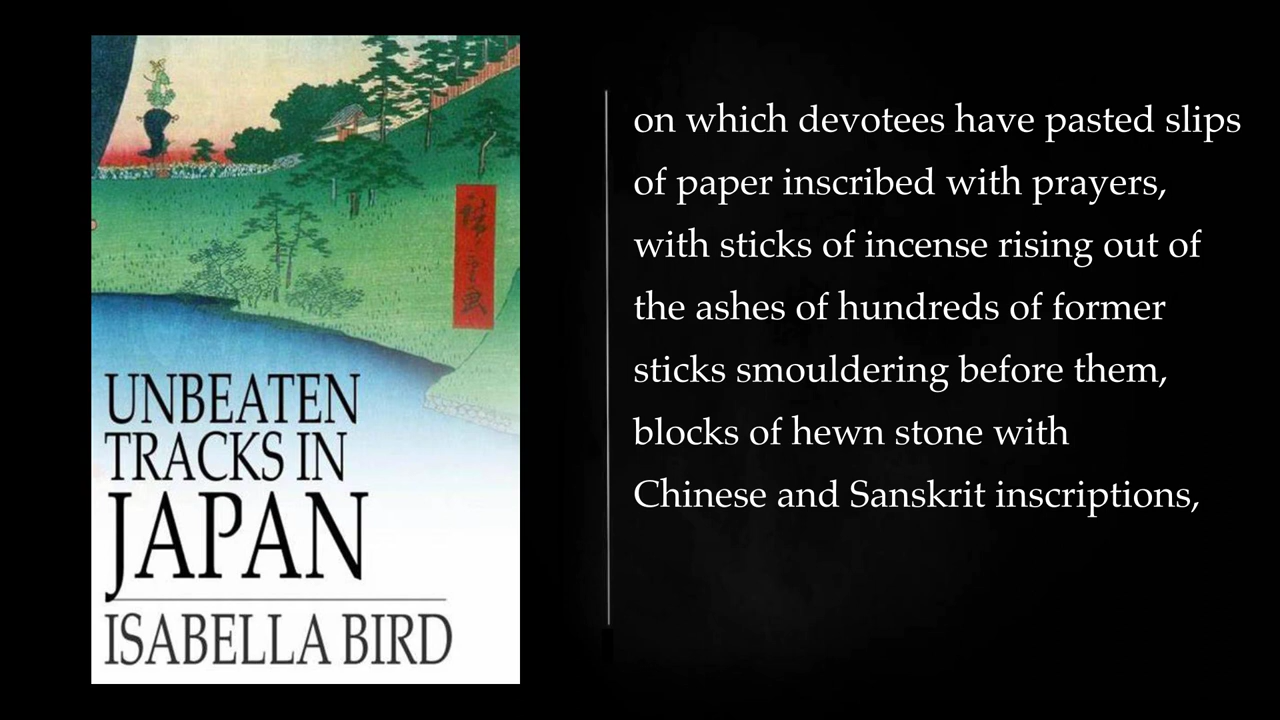 UNBEATEN
TRACKS IN
JAPAN
ISABELLA BIRD
on which devotees have pasted slips
of paper inscribed with prayers,
with sticks of incense rising out of
the ashes of hundreds of former
sticks smouldering before them,
blocks of hewn stone with
Chinese and Sanskrit inscriptions,